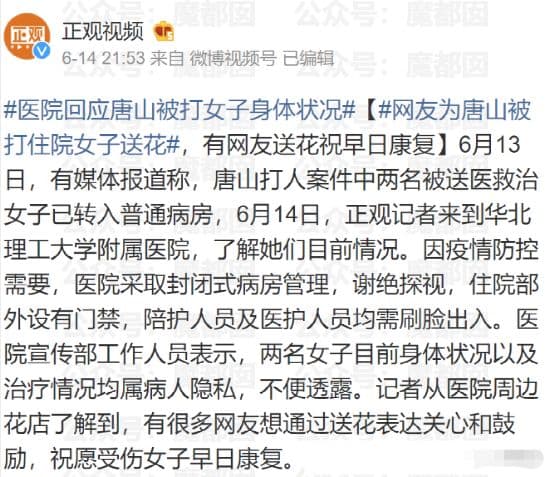 正观视频
6-14 21:53 来自 微博视频号 已编辑
#医院回应唐山被打女子身体状况#【#网友为唐山被
打住院女子送花#，有网友送花祝早日康复】6月13
日，有媒体报道称，唐山打人案件中两名被送医救治
女子已转入普通病房，6月14日，正观记者来到华北
理工大学附属医院，了解她们目前情况。因疫情防控
需要，医院采取封闭式病房管理，谢绝探视，住院部
外设有门禁，陪护人员及医护人员均需刷脸出入。医
院宣传部工作人员表示，两名女子目前身体状况以及
治疗情况均属病人隐私，不便透露。记者从医院周边
花店了解到，有很多网友想通过送花表达关心和鼓
励，祝愿受伤女子早日康复。
公众号：魔都囡